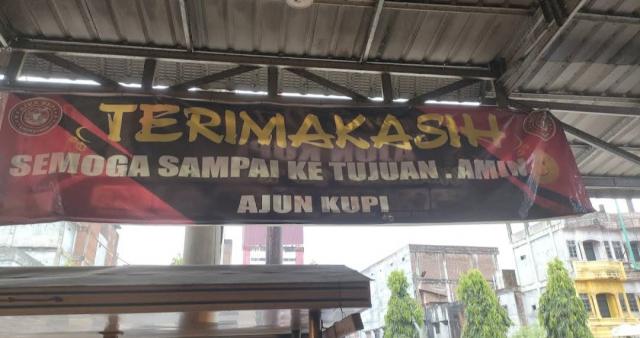 TERIMAKASIH
SEMOGA SAMPAI KE TUJUAN . AMIN
AJUN KUPI